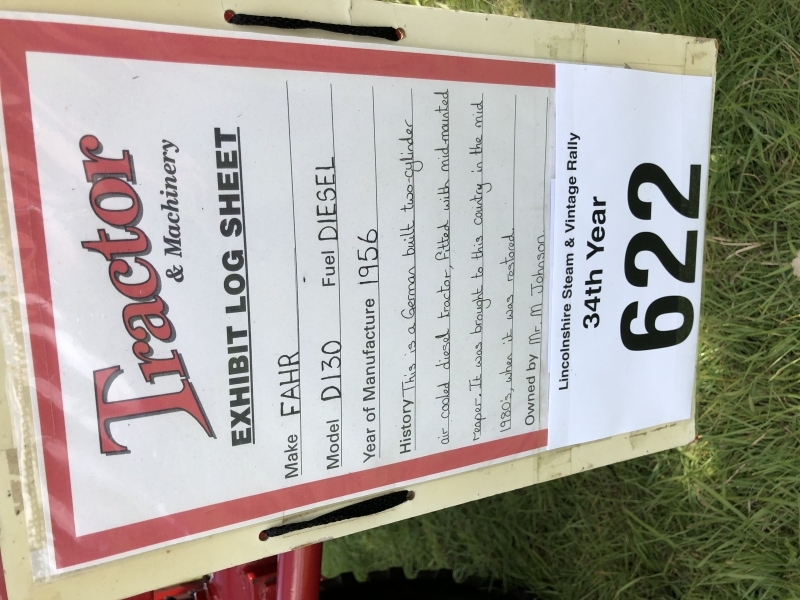 Tractor
& Machinery
EXHIBIT LOG SHEET
Make FAHR
Model D130 Fuel DIESEL
Year of Manufacture 1956
History This is a German built two-cylinder
air cooled diesel tractor, fitted with mid-mounted
reaper. It was brought to this country in the mid
1980's, when it was restored.
Owned by Mr. M Johnson
Lincolnshire Steam & Vintage Rally
34th Year
622